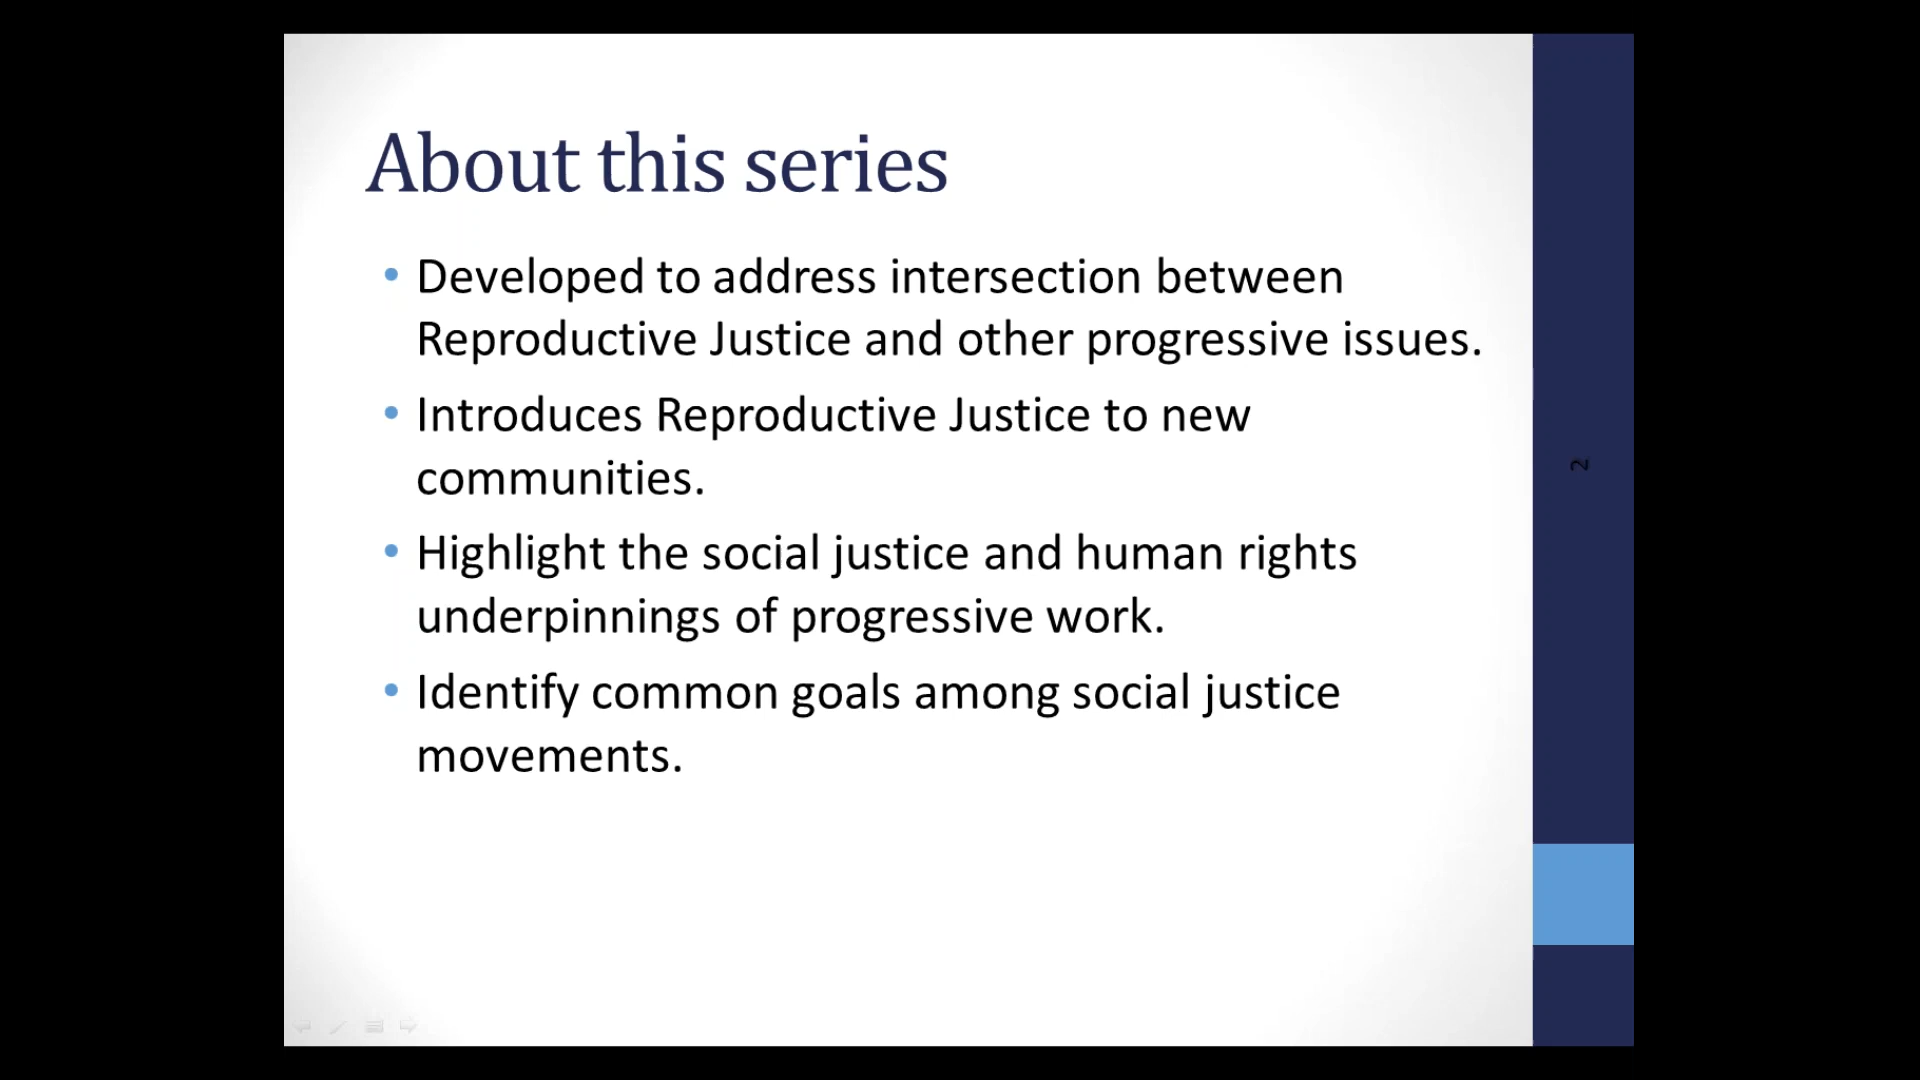 About this series
• Developed to address intersection between
Reproductive Justice and other progressive issues.
• Introduces Reproductive Justice to new
communities.
• Highlight the social justice and human rights
underpinnings of progressive work.
• Identify common goals among social justice
movements.
2